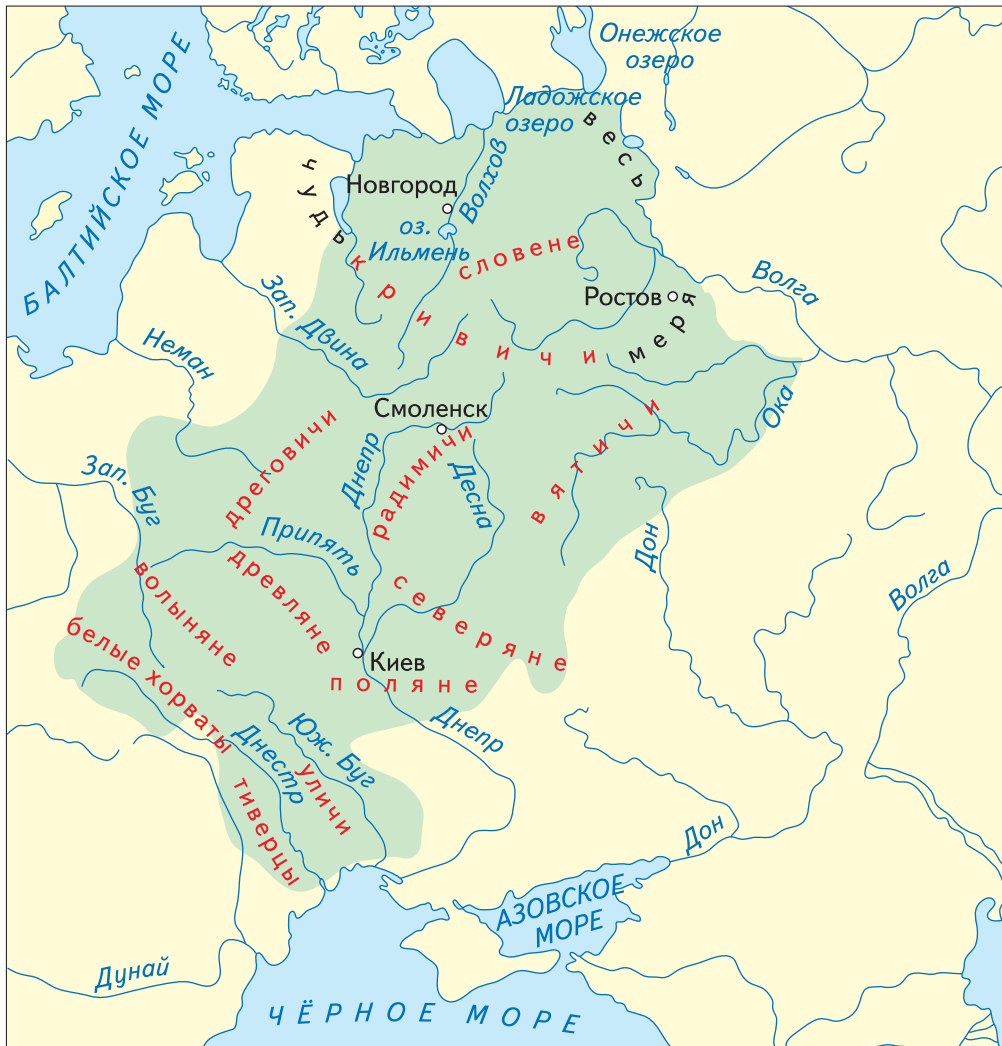 Онежское
озеро
БАЛТИЙСКОЕ МОРЕ
Ладожское
озеро
весь
чудь
Новгород
Волхов
оз.
Ильмень
словене
кривичи
Волга
Ростов
меря
Зап. Двина
Неман
Смоленск
Ока
дреговичи
Днепр
радимичи
Десна
вятичи
Зап. Буг
Припять
Дон
Волга
волыняне
древляне
северяне
белые хорваты
Киев
поляне
Днепр
Юж. Буг
Днестр
уличи
тиверцы
Дон
АЗОВСКОЕ
МОРЕ
Дунай
ЧЁРНОЕ МОРЕ